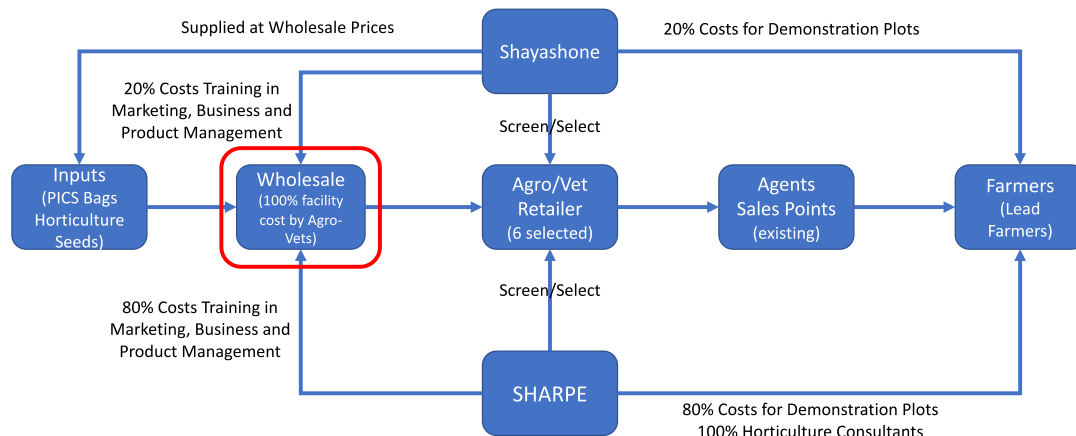 Supplied at Wholesale Prices
Shayashone
20% Costs for Demonstration Plots
20% Costs Training in
Marketing, Business and
Product Management
Screen/Select
Inputs
(PICS Bags
Horticulture
Seeds)
Wholesale
(100% facility
cost by Agro-
Vets)
Agro/Vet
Retailer
(6 selected)
Agents
Sales Points
(existing)
Farmers
(Lead
Farmers)
Screen/Select
80% Costs Training in
Marketing, Business and
Product Management
SHARPE
80% Costs for Demonstration Plots
100% Horticulture Consultants